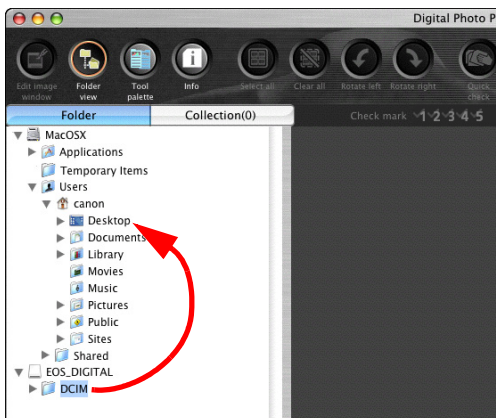 Digital Photo P
Edit image window
Folder view
Tool palette
Info
Select all
Clear all
Rotate left
Rotate right
Quick check
Folder
Collection(0)
Check mark 1 2 3 4 5
MacOSX
Applications
Temporary Items
Users
canon
Desktop
Documents
Library
Movies
Music
Pictures
Public
Sites
Shared
EOS_DIGITAL
DCIM